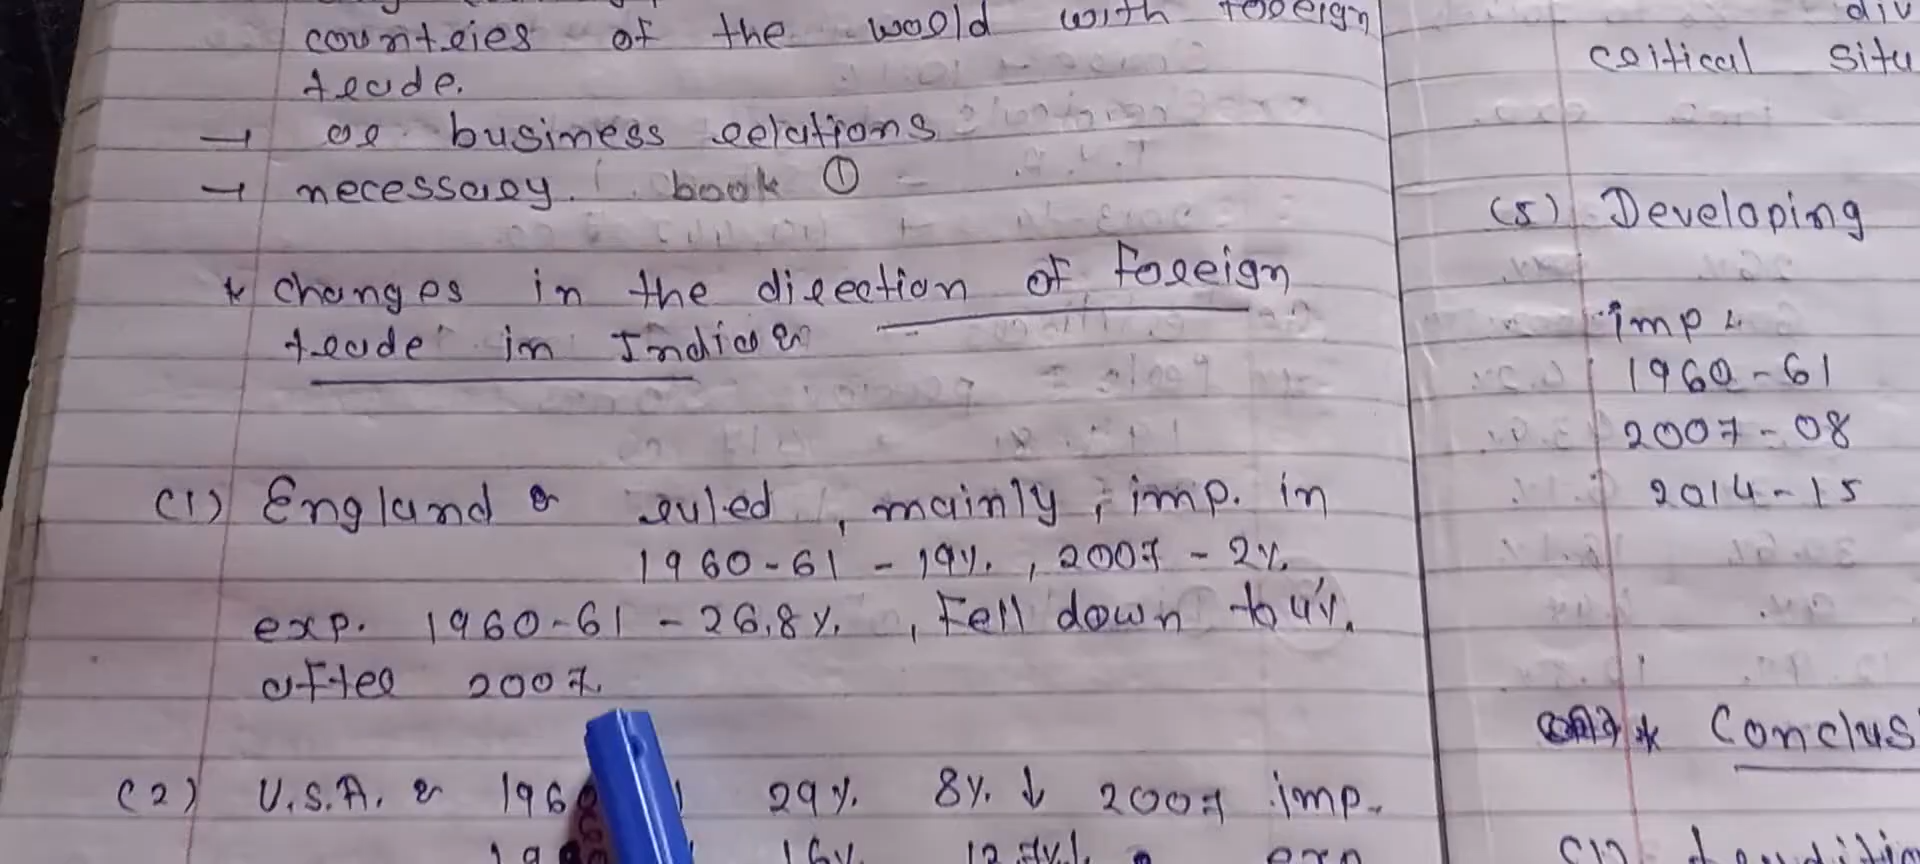 countries of the world with foreign
trade.
→ or business relations
→ necessary. book ①
* changes in the direction of foreign
trade in India :-
(1) England :- ruled, mainly, imp. in
1960-61 - 19%, 2007 - 2%.
exp. 1960-61 - 26.8%, Fell down to 4%.
after 2007.
(2) U.S.A. :- 29% 8% ↓ 2007 imp.
16%
critical
(5) Developing
imp :-
1960-61
2007-08
2014-15
* Conclus